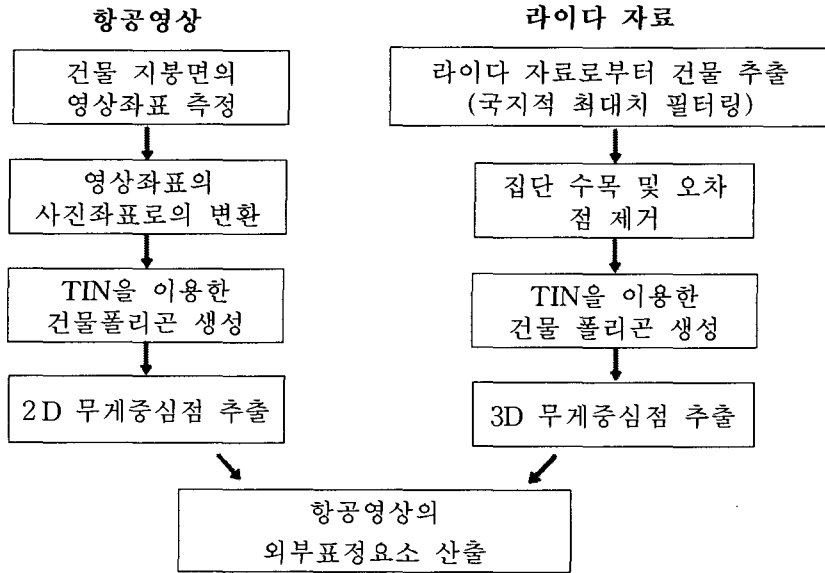 항공영상
건물 지붕면의
영상좌표 측정
영상좌표의
사진좌표로의 변환
TIN을 이용한
건물폴리곤 생성
2D 무게중심점 추출
라이다 자료
라이다 자료로부터 건물 추출
(국지적 최대치 필터링)
집단 수목 및 오차
점 제거
TIN을 이용한
건물 폴리곤 생성
3D 무게중심점 추출
항공영상의
외부표정요소 산출